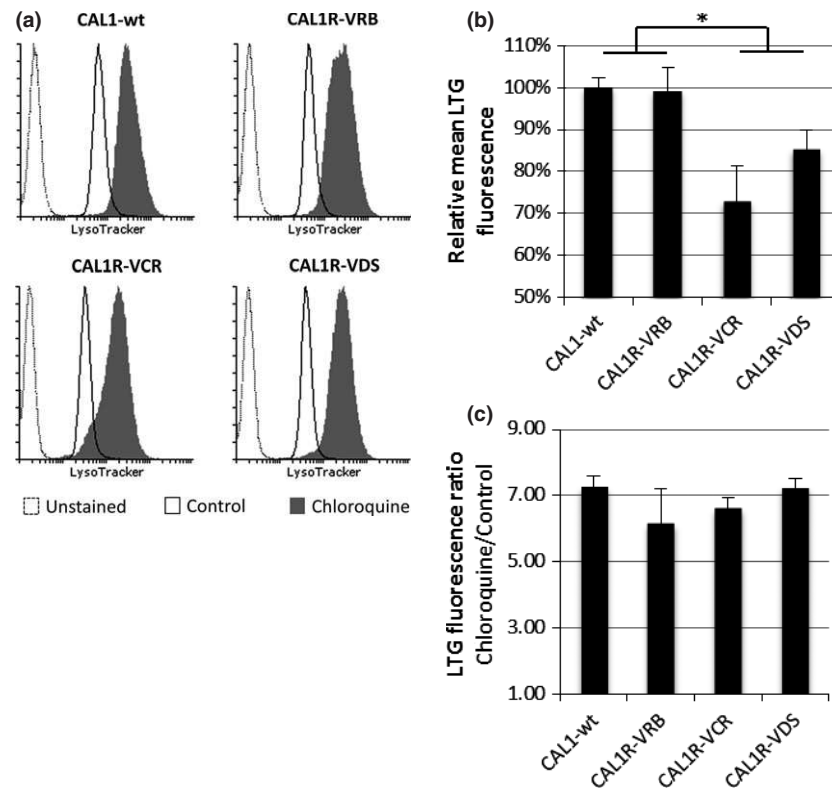 (a)
CAL1-wt
CAL1R-VRB
LysoTracker
LysoTracker
CAL1R-VCR
CAL1R-VDS
LysoTracker
LysoTracker
Unstained
Control
Chloroquine
(b)
*
Relative mean LTG
fluorescence
110%
100%
90%
80%
70%
60%
50%
CAL1-wt
CAL1R-VRB
CAL1R-VCR
CAL1R-VDS
(c)
LTG fluorescence ratio
Chloroquine/Control
9.00
7.00
5.00
3.00
1.00
CAL1-wt
CAL1R-VRB
CAL1R-VCR
CAL1R-VDS